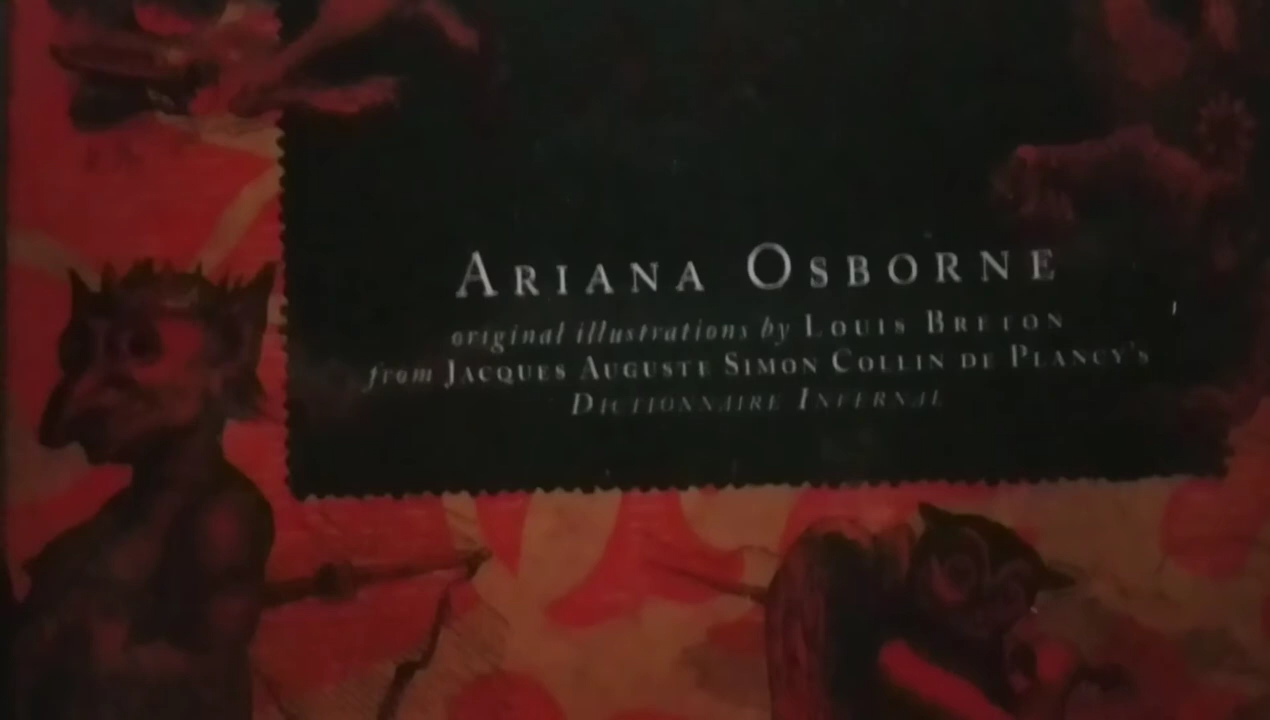 ARIANA OSBORNE
original illustrations by LOUIS BRETON
from JACQUES AUGUSTE SIMON COLLIN DE PLANCY'S
DICTIONNAIRE INFERNAL